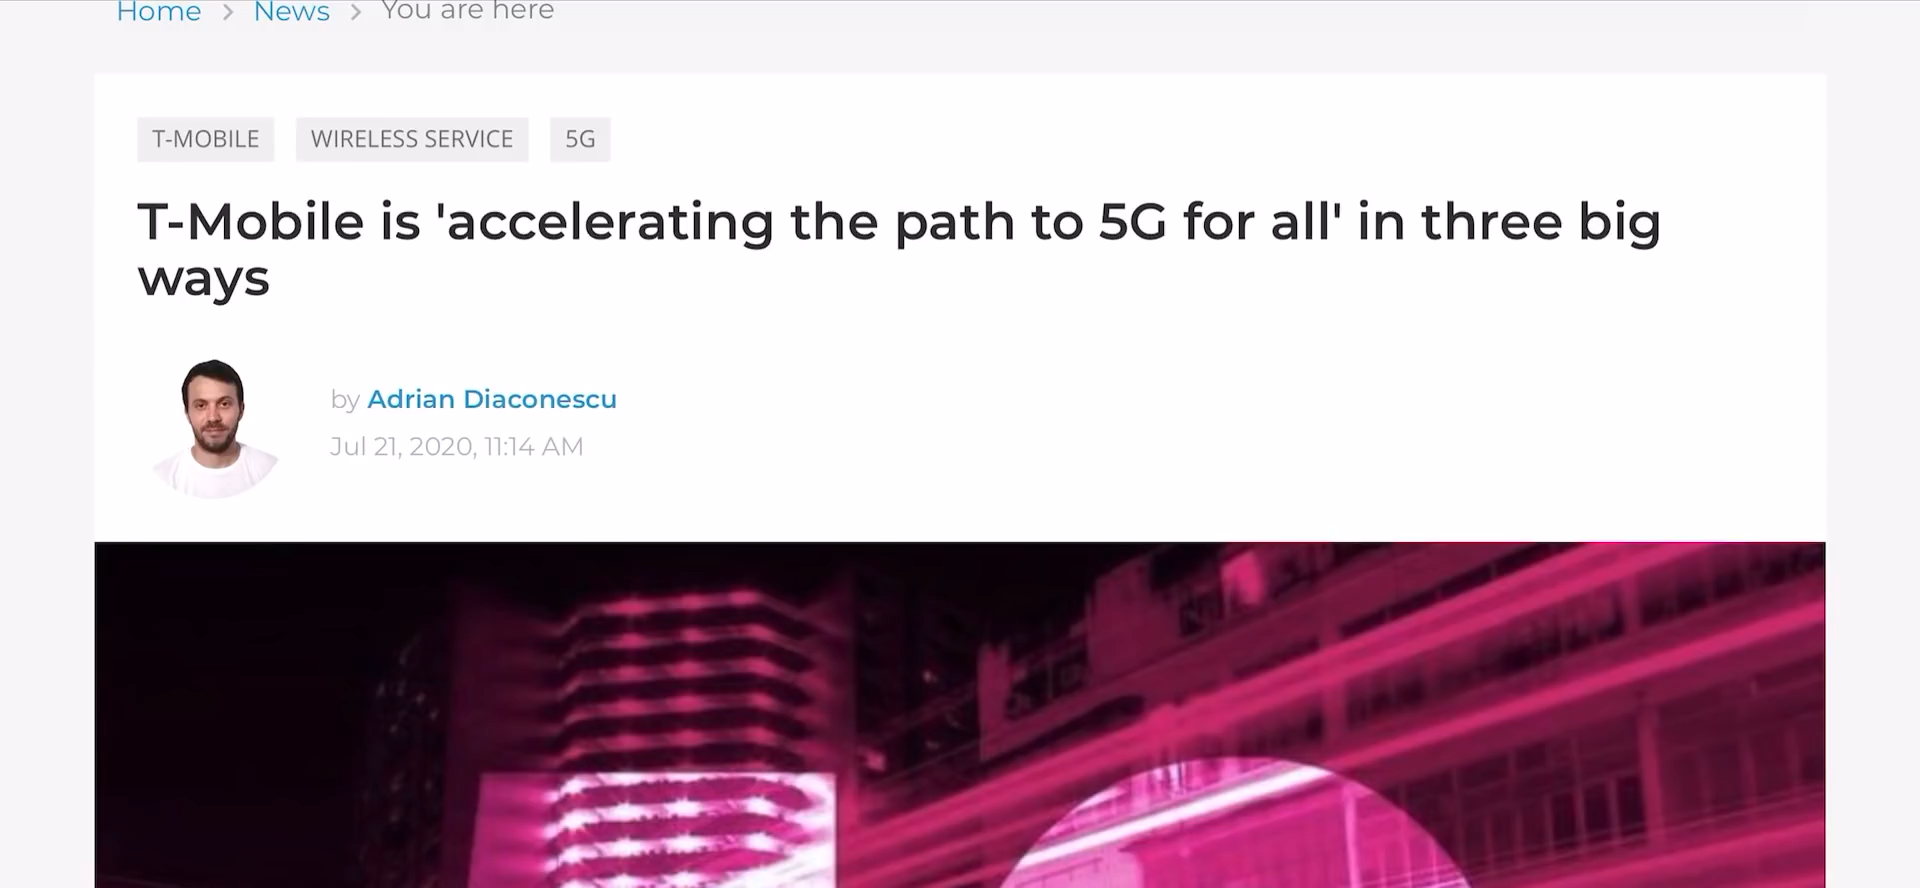 Home > News > You are here
T-MOBILE WIRELESS SERVICE 5G
T-Mobile is 'accelerating the path to 5G for all' in three big
ways
by Adrian Diaconescu
Jul 21, 2020, 11:14 AM